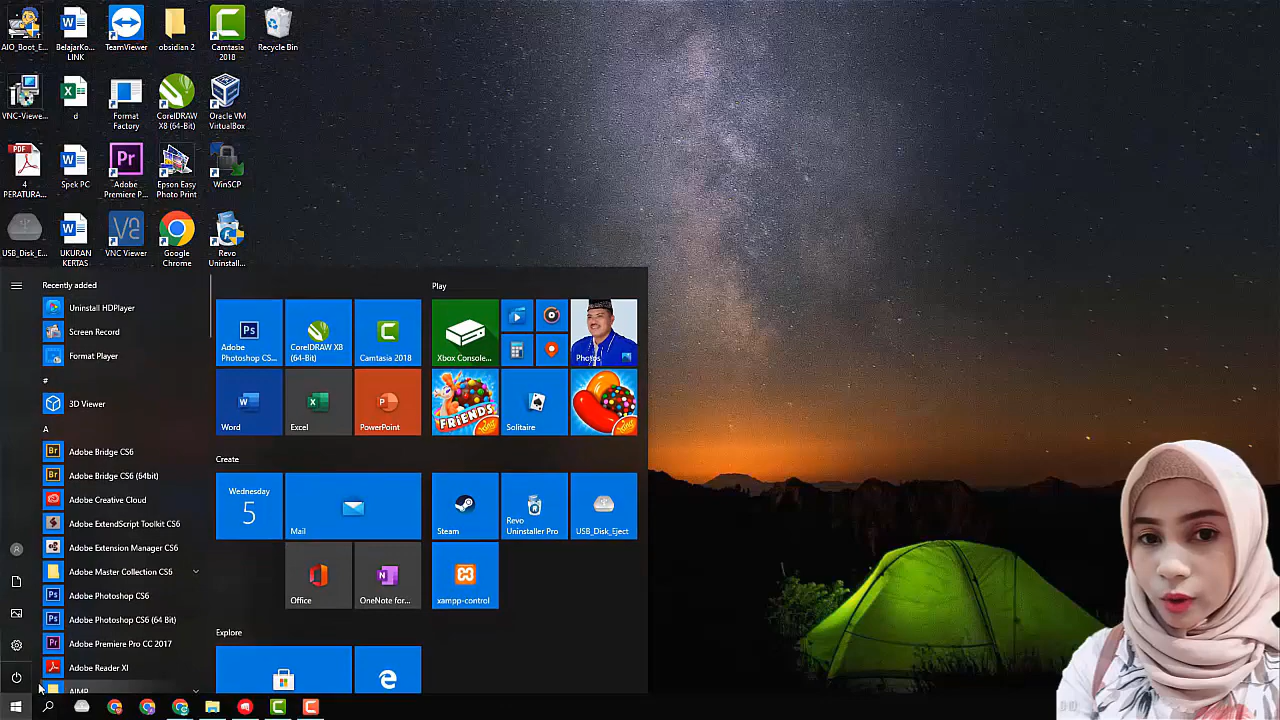 AIO_Boot_E...
BelajarKo...
LINK
TeamViewer
obsidian 2
Camtasia
2018
Recycle Bin
VNC-Viewe...
d
Format
Factory
CorelDRAW
X8 (64-Bit)
Oracle VM
VirtualBox
PDF
4
PERATURA...
Spek PC
Adobe
Premiere P...
Epson Easy
Photo Print
WinSCP
USB_Disk_E...
UKURAN
KERTAS
VNC Viewer
Google
Chrome
Revo
Uninstall...
Recently added
Uninstall HDPlayer
Screen Record
Format Player
#
3D Viewer
A
Adobe Bridge CS6
Adobe Bridge CS6 (64bit)
Adobe Creative Cloud
Adobe ExtendScript Toolkit CS6
Adobe Extension Manager CS6
Adobe Master Collection CS6
Adobe Photoshop CS6
Adobe Photoshop CS6 (64 Bit)
Adobe Premiere Pro CC 2017
Adobe Reader XI
AIMP
Adobe
Photoshop CS...
CorelDRAW X8
(64-Bit)
Camtasia 2018
Word
Excel
PowerPoint
Create
Wednesday
5
Mail
Office
OneNote for...
Explore
Play
Xbox Console...
Photos
FRIENDS
Solitaire
Steam
Revo
Uninstaller Pro
USB_Disk_Eject
xampp-control